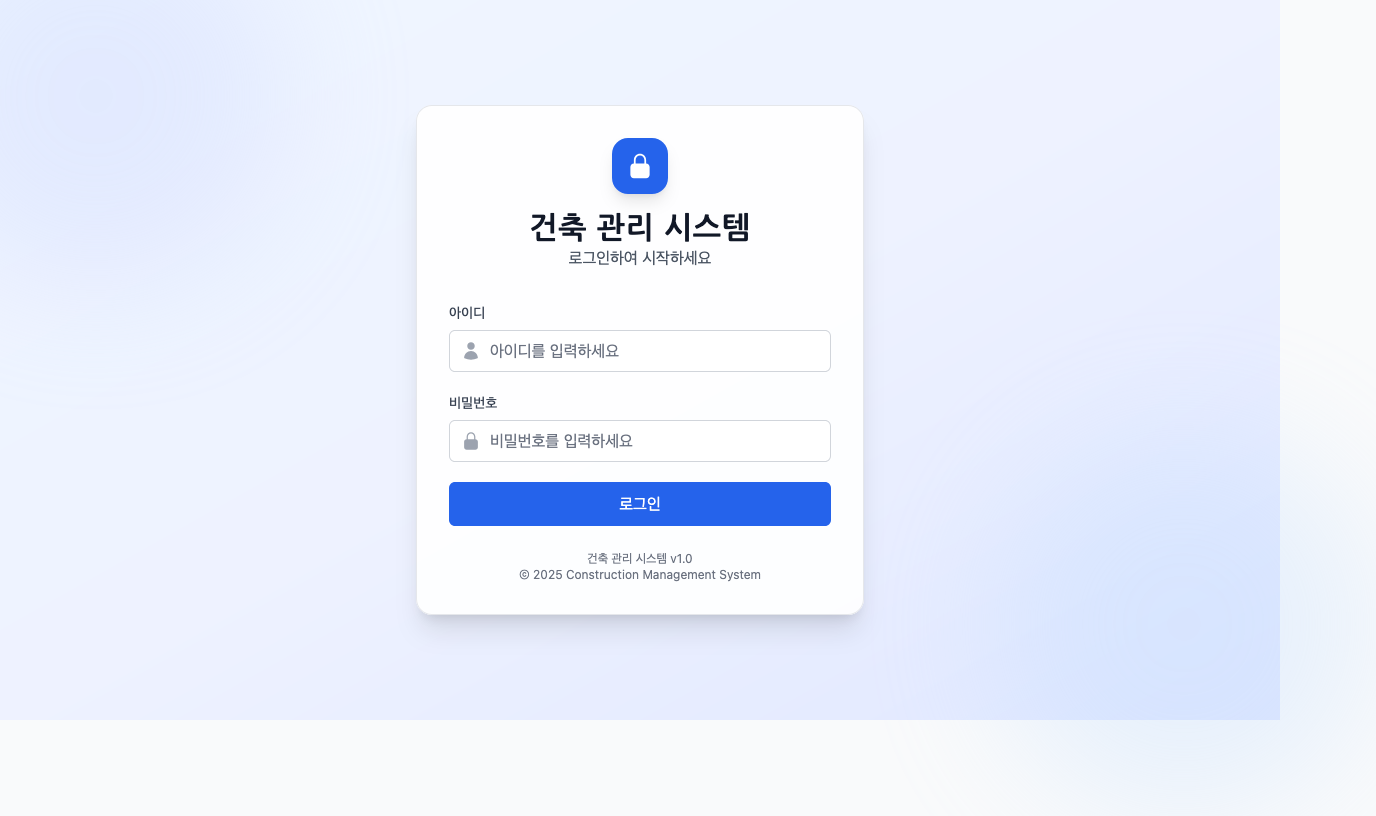 건축 관리 시스템
로그인하여 시작하세요
아이디
아이디를 입력하세요
비밀번호
비밀번호를 입력하세요
로그인
건축 관리 시스템 v1.0
© 2025 Construction Management System